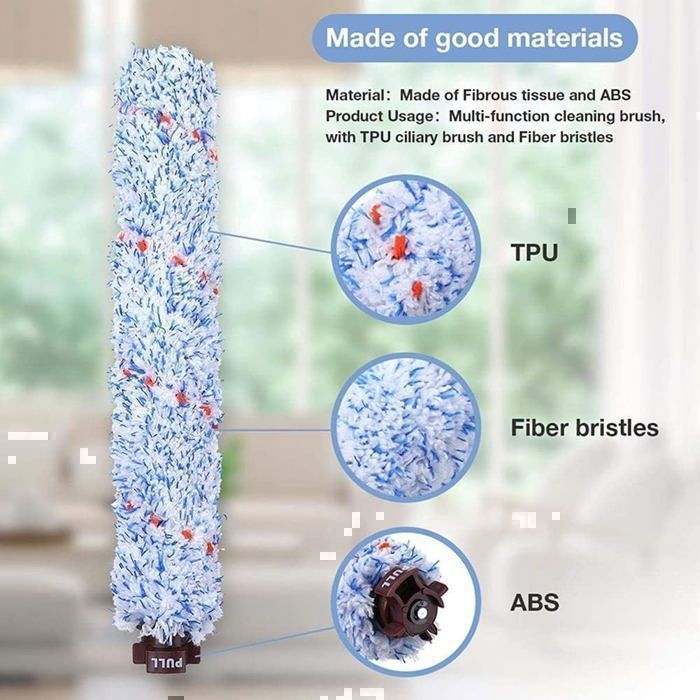 Made of good materials
Material: Made of Fibrous tissue and ABS
Product Usage: Multi-function cleaning brush,
with TPU ciliary brush and Fiber bristles
TPU
Fiber bristles
PULL
ABS
PULL